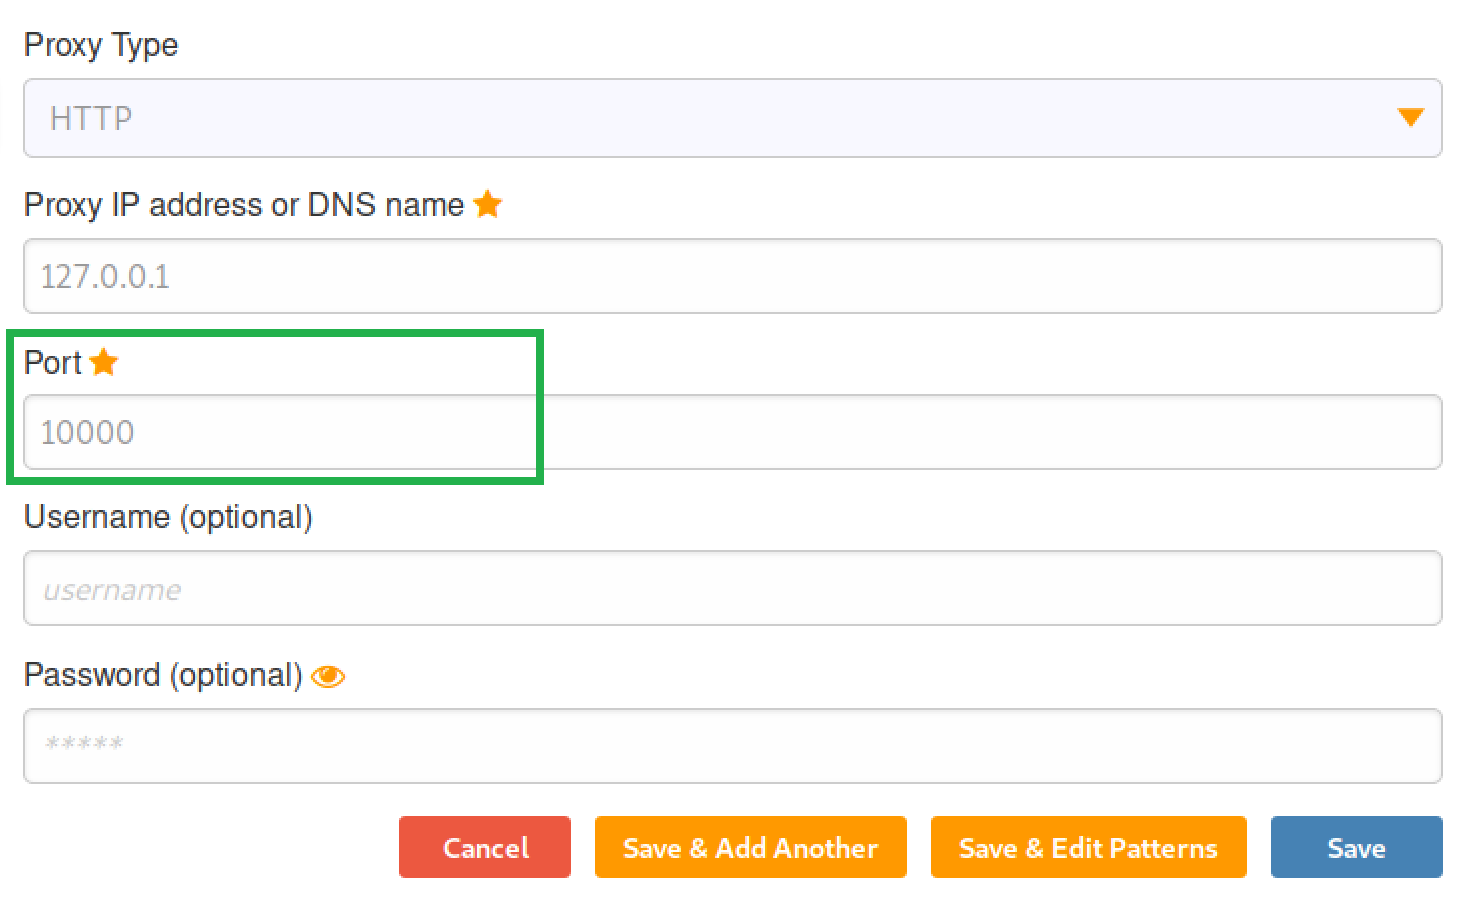 Proxy Type
HTTP
Proxy IP address or DNS name
127.0.0.1
Port
10000
Username (optional)
username
Password (optional)
*****
Cancel Save & Add Another Save & Edit Patterns Save